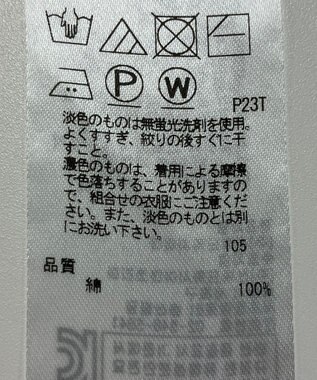 P W
P23T
淡色のものは無蛍光洗剤を使用。
よくすすぎ、絞りの後すぐに干
すこと。
濃色のものは、着用による摩擦
で色落ちすることがありますの
で、組合せの衣服にご注意くだ
さい。また、淡色のものとは別
にお洗い下さい。
105
品質
綿 100%